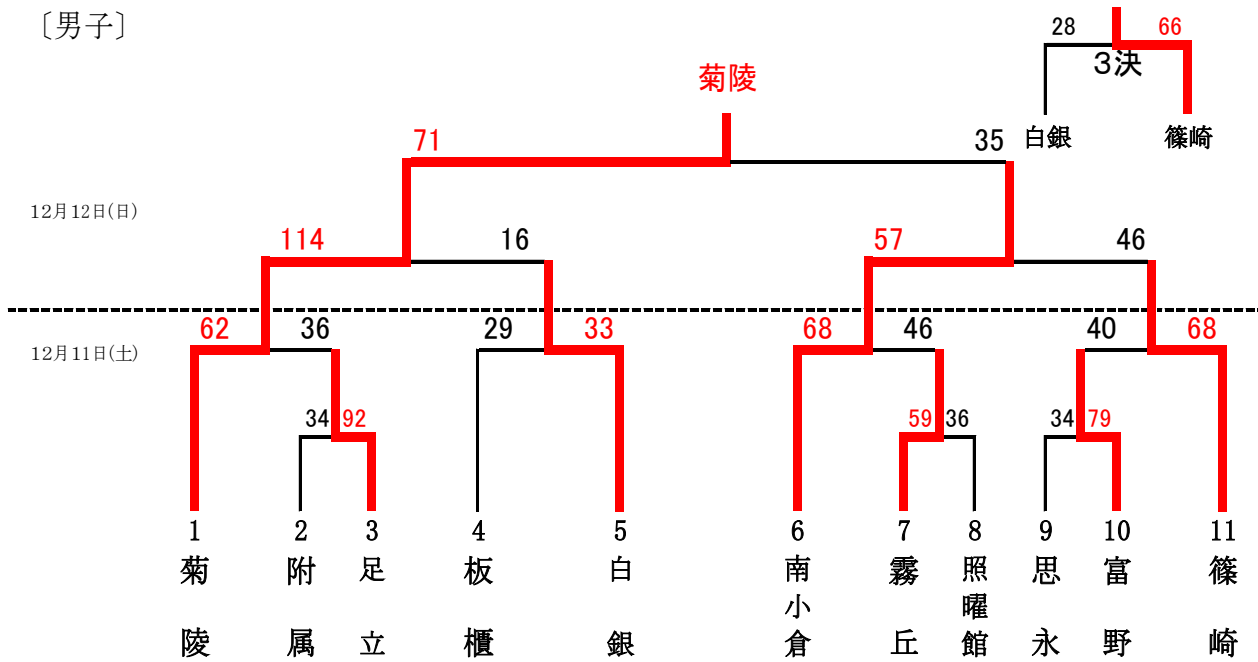 〔男子〕
28 66
3決
白銀 篠崎
菊陵
71 35
12月12日(日)
114 16 57 46
62 36 29 33 68 46 40 68
12月11日(土)
34 92 59 36 34 79
1 2 3 4 5 6 7 8 9 10 11
菊陵 附属 足立 板櫃 白銀 南小倉 霧丘 照曜館 思永 富野 篠崎